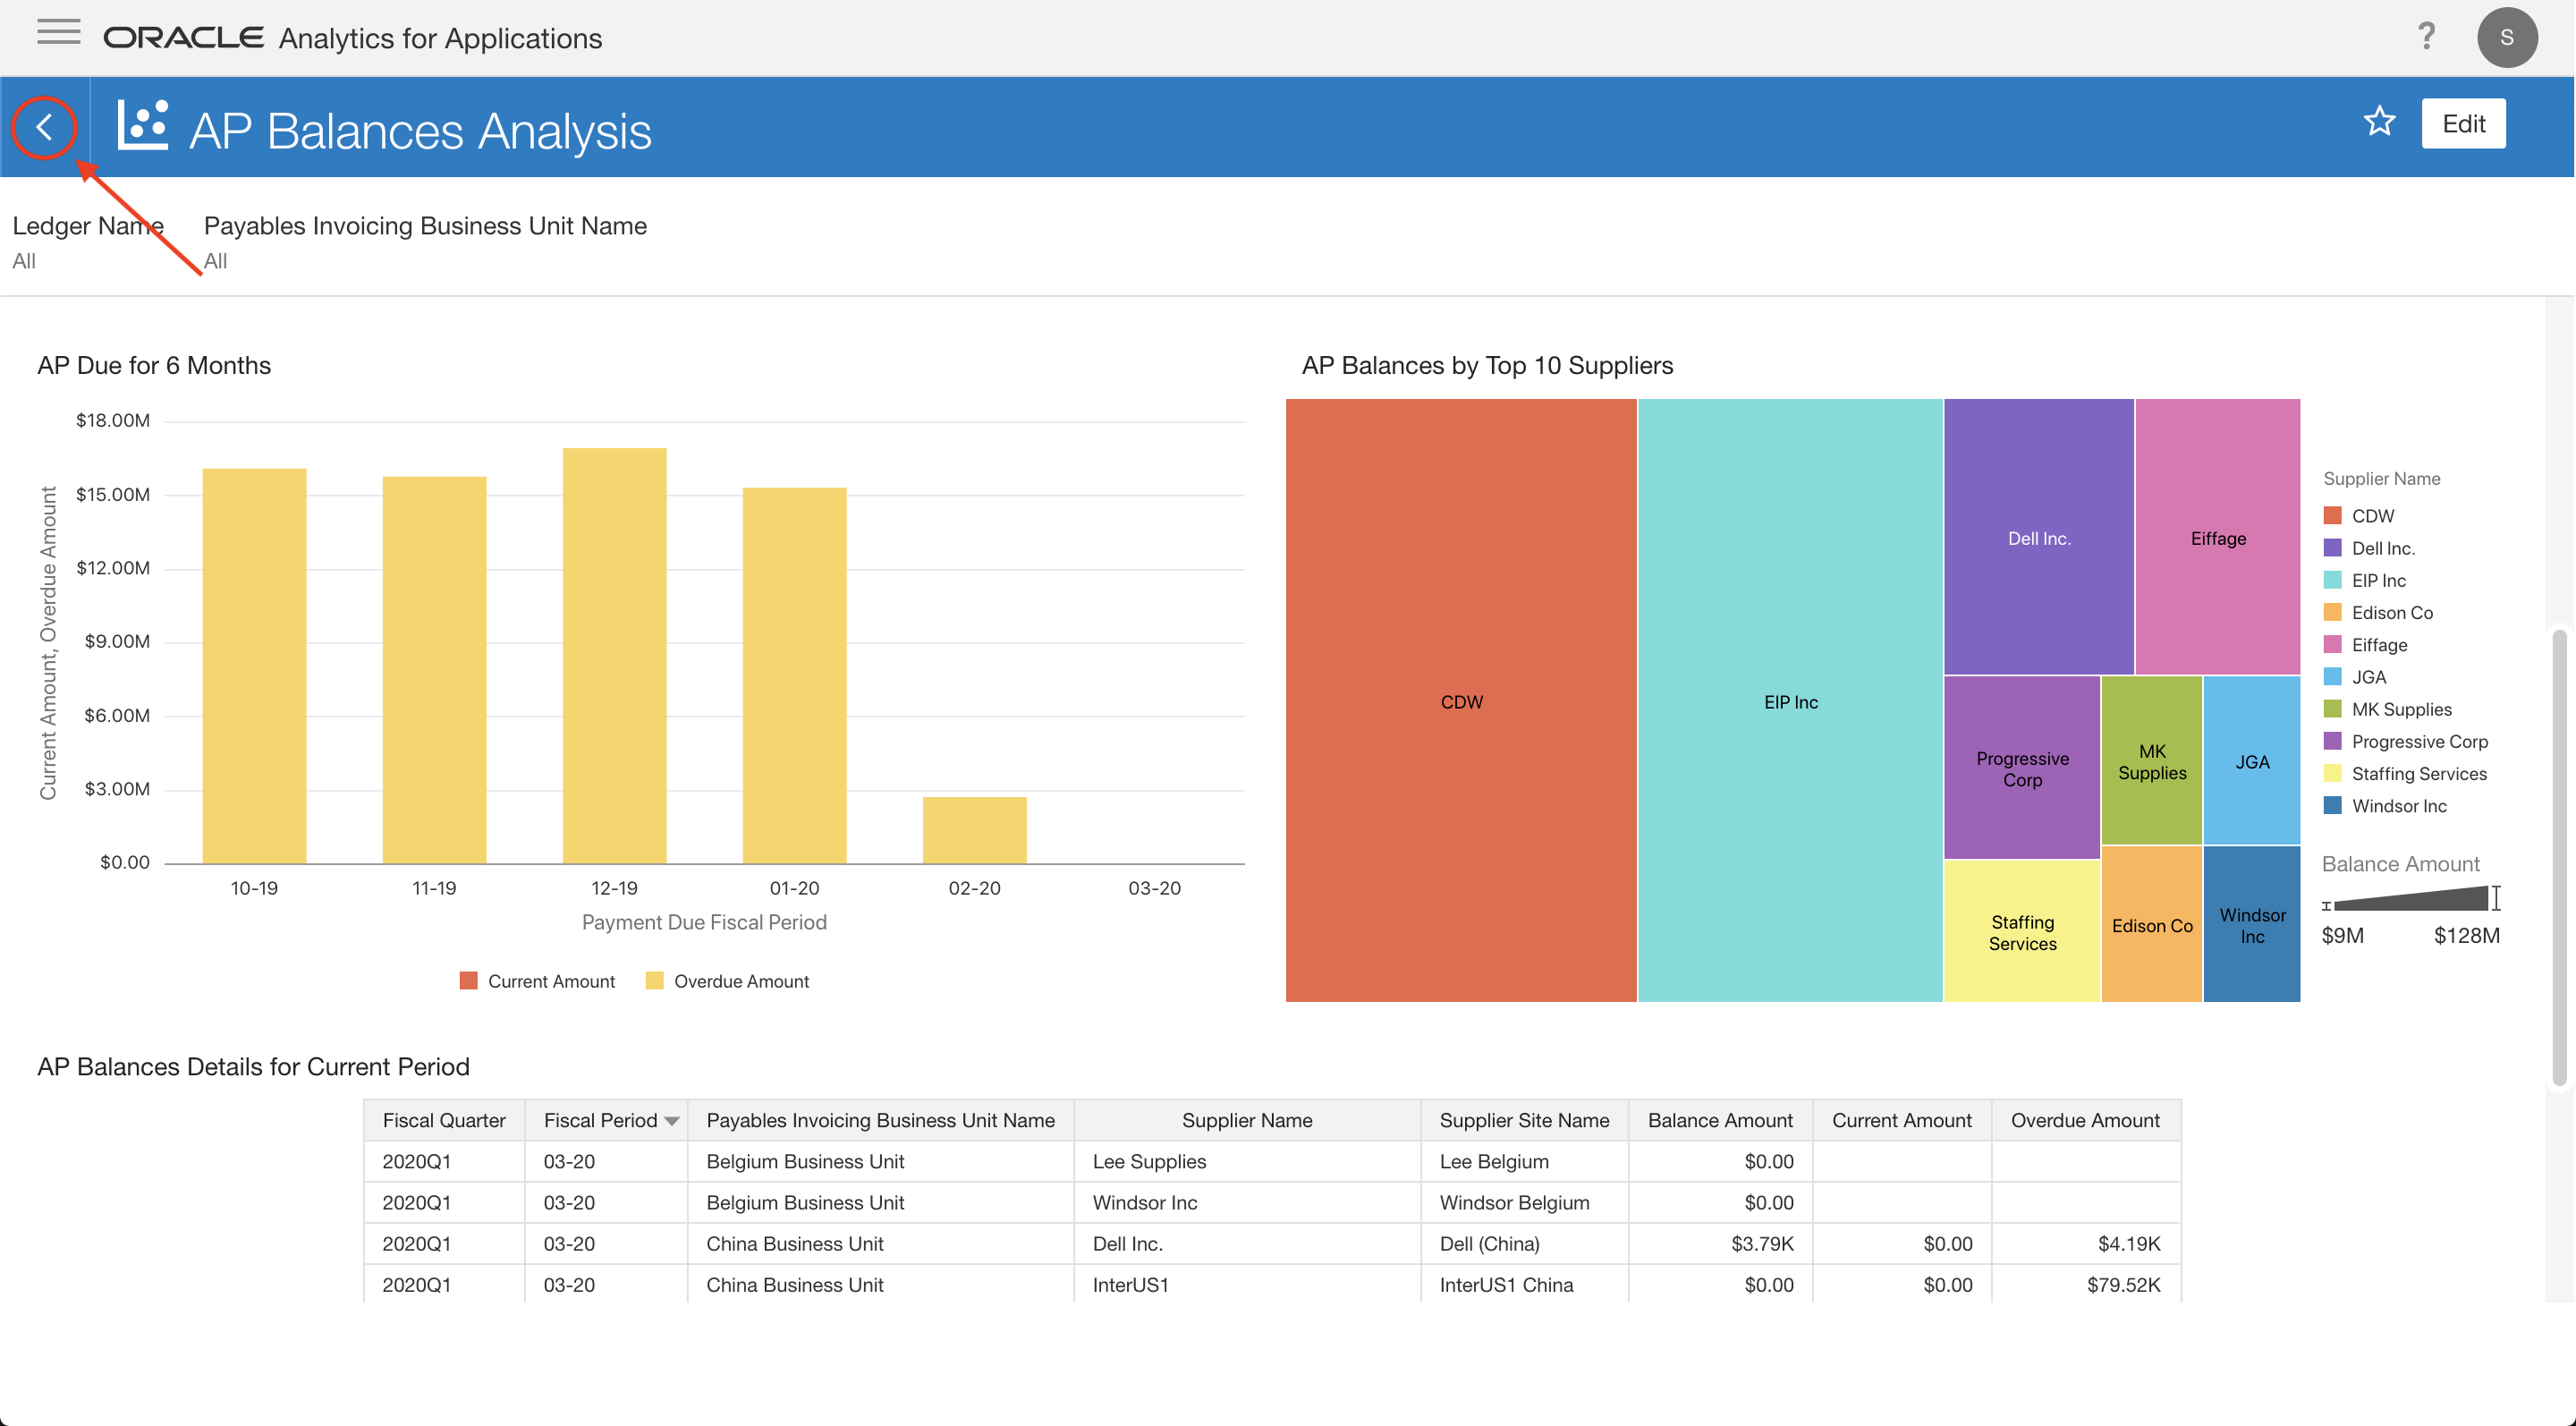 ORACLE Analytics for Applications
?
S
AP Balances Analysis
Edit
Ledger Name
All
Payables Invoicing Business Unit Name
All
AP Due for 6 Months
Current Amount, Overdue Amount
$18.00M
$15.00M
$12.00M
$9.00M
$6.00M
$3.00M
$0.00
10-19 11-19 12-19 01-20 02-20 03-20
Payment Due Fiscal Period
Current Amount Overdue Amount
AP Balances by Top 10 Suppliers
CDW
EIP Inc
Dell Inc.
Eiffage
Progressive
Corp
MK
Supplies
JGA
Staffing
Services
Edison Co
Windsor
Inc
Supplier Name
CDW
Dell Inc.
EIP Inc
Edison Co
Eiffage
JGA
MK Supplies
Progressive Corp
Staffing Services
Windsor Inc
Balance Amount
$9M $128M
AP Balances Details for Current Period
Fiscal Quarter Fiscal Period Payables Invoicing Business Unit Name Supplier Name Supplier Site Name Balance Amount Current Amount Overdue Amount
2020Q1 03-20 Belgium Business Unit Lee Supplies Lee Belgium $0.00
2020Q1 03-20 Belgium Business Unit Windsor Inc Windsor Belgium $0.00
2020Q1 03-20 China Business Unit Dell Inc. Dell (China) $3.79K $0.00 $4.19K
2020Q1 03-20 China Business Unit InterUS1 InterUS1 China $0.00 $0.00 $79.52K